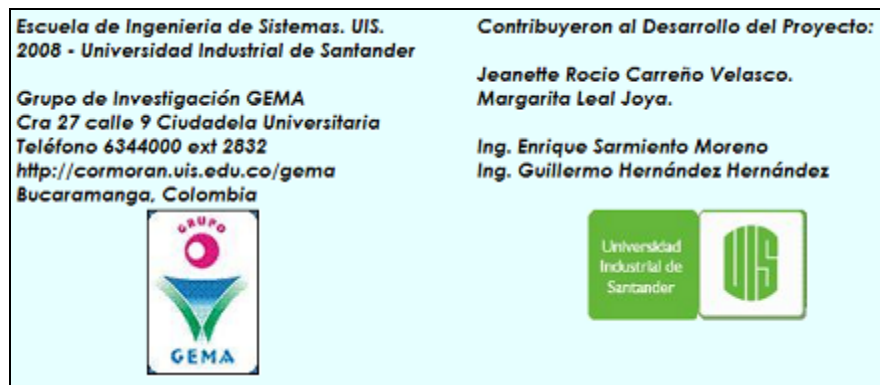 Escuela de Ingenieria de Sistemas. UIS.
2008 - Universidad Industrial de Santander
Grupo de Investigación GEMA
Cra 27 calle 9 Ciudadela Universitaria
Teléfono 6344000 ext 2832
http://cormoran.uis.edu.co/gema
Bucaramanga, Colombia
GRUPO
GEMA
Contribuyeron al Desarrollo del Proyecto:
Jeanette Rocio Carreño Velasco.
Margarita Leal Joya.
Ing. Enrique Sarmiento Moreno
Ing. Guillermo Hernández Hernández
Universidad
Industrial de
Santander
UIS